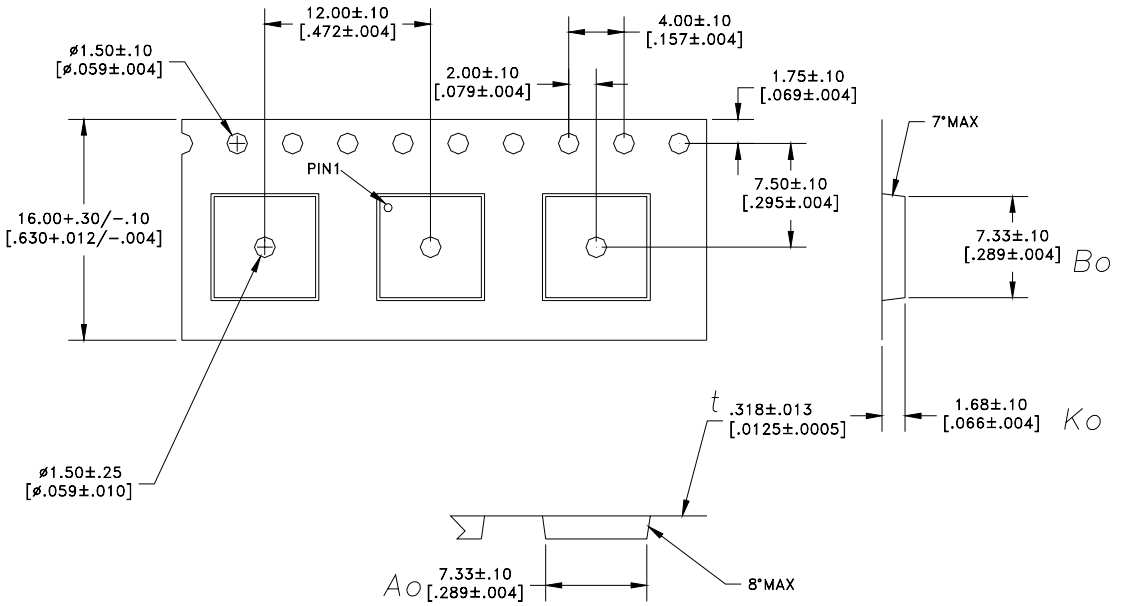 12.00±.10
[.472±.004]
4.00±.10
[.157±.004]
ø1.50±.10
[ø.059±.004]
2.00±.10
[.079±.004]
1.75±.10
[.069±.004]
7°MAX
PIN1
7.50±.10
[.295±.004]
16.00+.30/-.10
[.630+.012/-.004]
7.33±.10
[.289±.004]
Bo
t .318±.013
[.0125±.0005]
1.68±.10
[.066±.004]
Ko
ø1.50±.25
[ø.059±.010]
Ao
7.33±.10
[.289±.004]
8°MAX